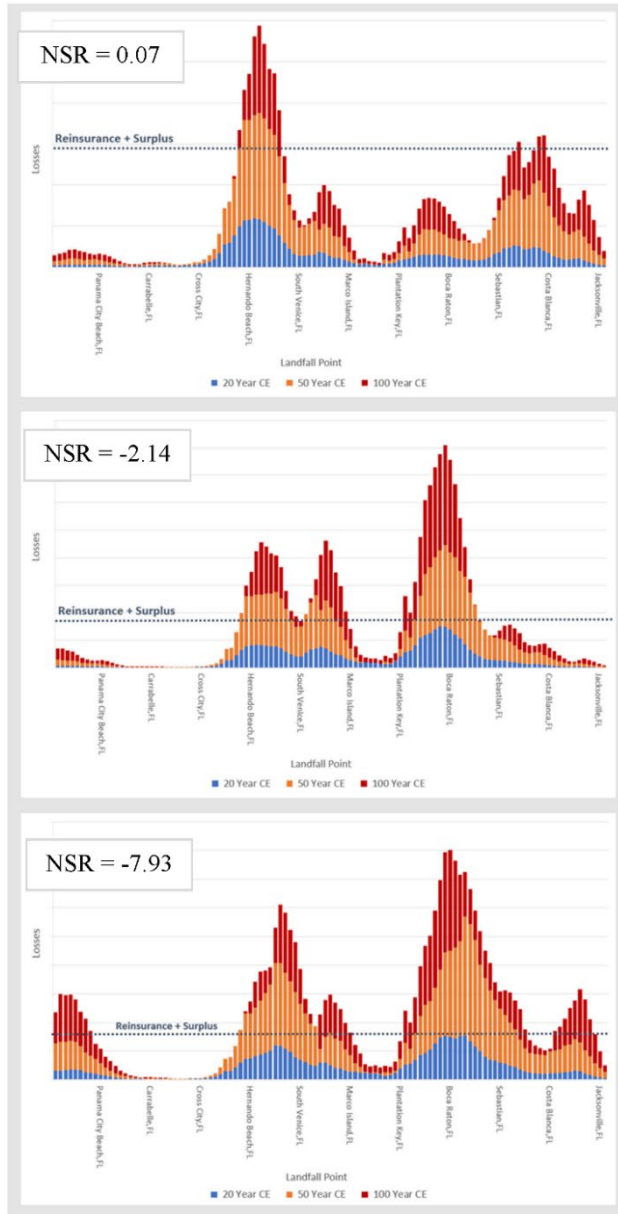 NSR = 0.07
Reinsurance + Surplus
Losses
Panama City Beach,FL
Carrabelle,FL
Cross City,FL
Hernando Beach,FL
South Venice,FL
Marco Island,FL
Plantation Key,FL
Boca Raton,FL
Sebastian,FL
Costa Blanca,FL
Jacksonville,FL
Landfall Point
20 Year CE 50 Year CE 100 Year CE
NSR = -2.14
Losses
Reinsurance + Surplus
Panama City Beach,FL
Carrabelle,FL
Cross City,FL
Hernando Beach,FL
South Venice,FL
Marco Island,FL
Plantation Key,FL
Boca Raton,FL
Sebastian,FL
Costa Blanca,FL
Jacksonville,FL
Landfall Point
20 Year CE 50 Year CE 100 Year CE
NSR = -7.93
Losses
Reinsurance + Surplus
Panama City Beach,FL
Carrabelle,FL
Cross City,FL
Hernando Beach,FL
South Venice,FL
Marco Island,FL
Plantation Key,FL
Boca Raton,FL
Sebastian,FL
Costa Blanca,FL
Jacksonville,FL
Landfall Point
20 Year CE 50 Year CE 100 Year CE